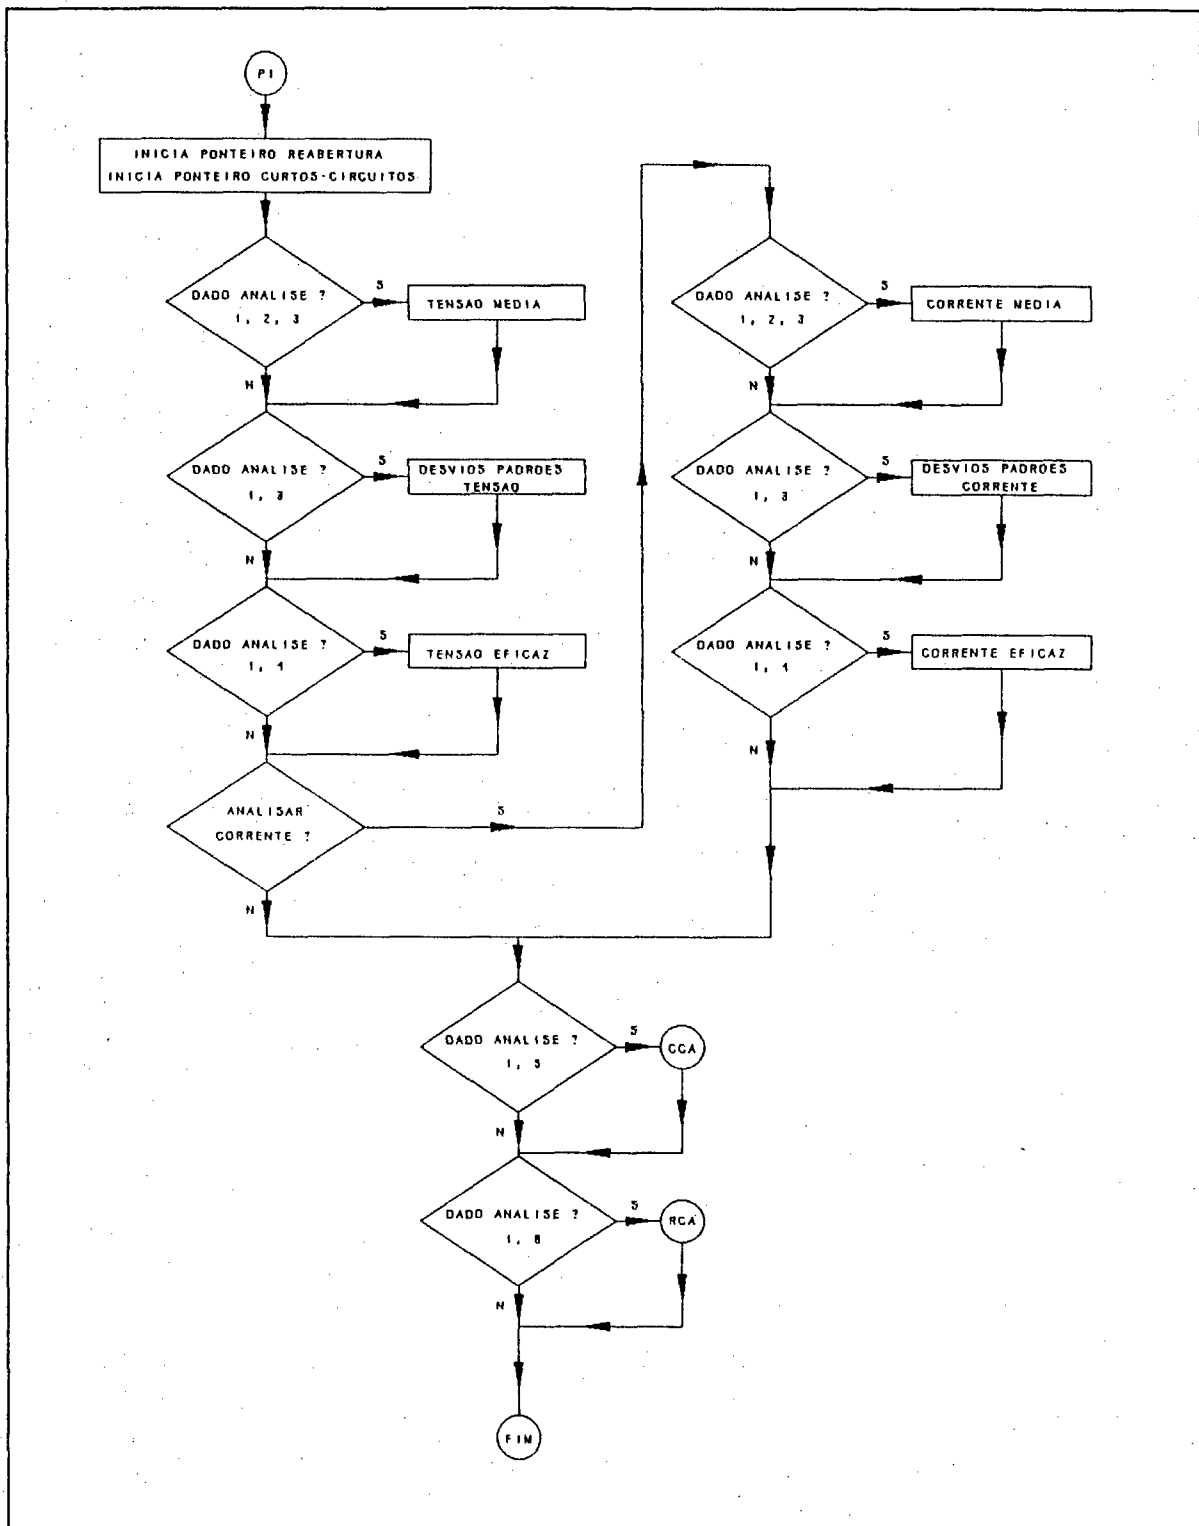 PI
INICIA PONTEIRO REABERTURA
INICIA PONTEIRO CURTOS-CIRCUITOS
DADO ANALISE ?
1, 2, 3
S
TENSAO MEDIA
N
DADO ANALISE ?
1, 3
S
DESVIOS PADROES
TENSAO
N
DADO ANALISE ?
1, 4
S
TENSAO EFICAZ
N
ANALISAR
CORRENTE ?
S
N
DADO ANALISE ?
1, 2, 3
S
CORRENTE MEDIA
N
DADO ANALISE ?
1, 3
S
DESVIOS PADROES
CORRENTE
N
DADO ANALISE ?
1, 4
S
CORRENTE EFICAZ
N
DADO ANALISE ?
1, 5
S
CCA
N
DADO ANALISE ?
1, 6
S
RCA
N
FIM